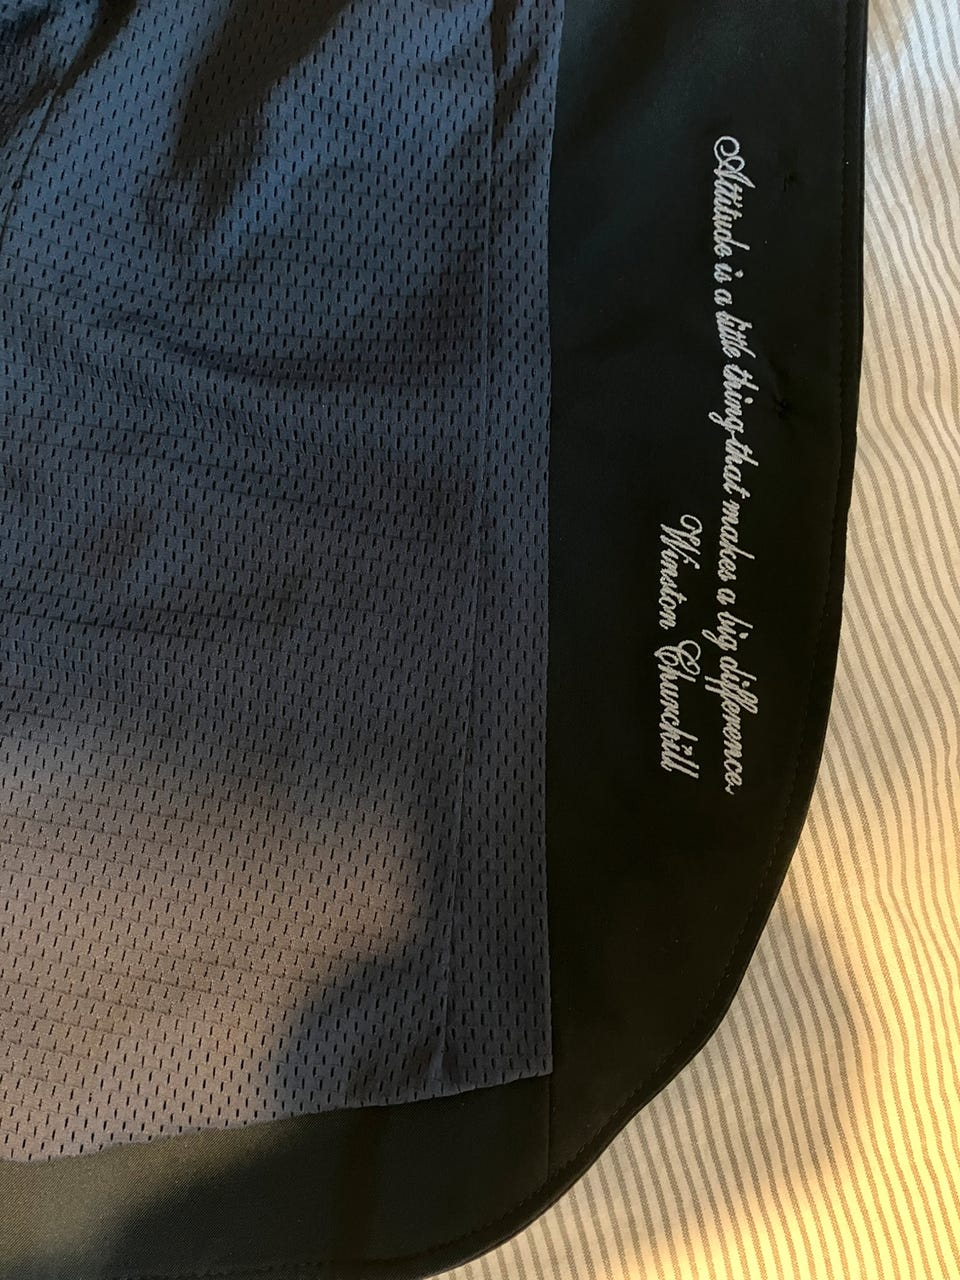 Attitude is a little thing that makes a big difference.
Winston Churchill